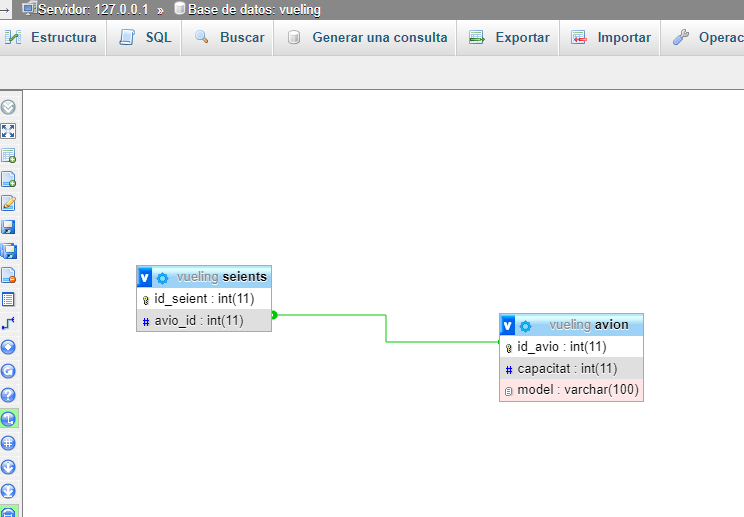 Servidor: 127.0.0.1 » Base de datos: vueling
Estructura SQL Buscar Generar una consulta Exportar Importar Operac
v vueling seients
id_seient : int(11)
# avio_id : int(11)
v vueling avion
id_avio : int(11)
# capacitat : int(11)
model : varchar(100)